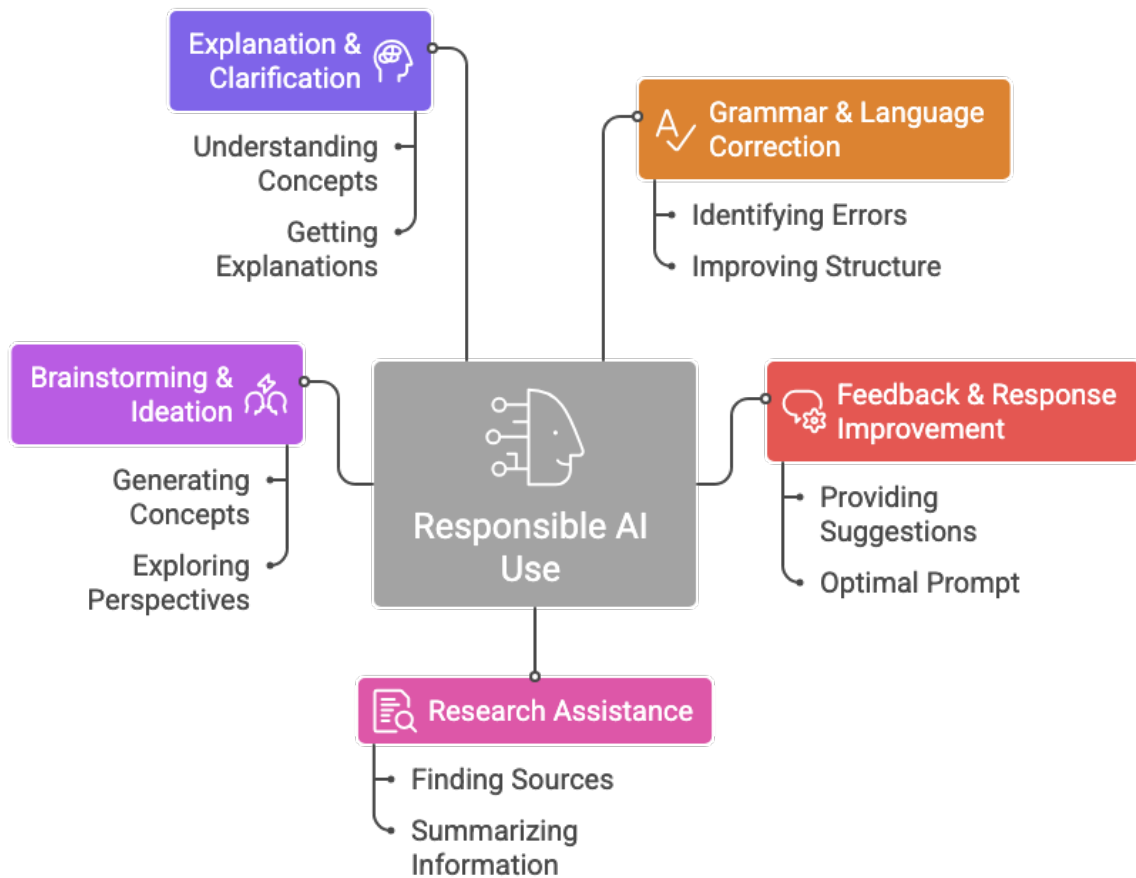 Explanation &
Clarification
Understanding
Concepts
Getting
Explanations
Grammar & Language
Correction
Identifying Errors
Improving Structure
Brainstorming &
Ideation
Generating
Concepts
Exploring
Perspectives
Responsible AI
Use
Feedback & Response
Improvement
Providing
Suggestions
Optimal Prompt
Research Assistance
Finding Sources
Summarizing
Information